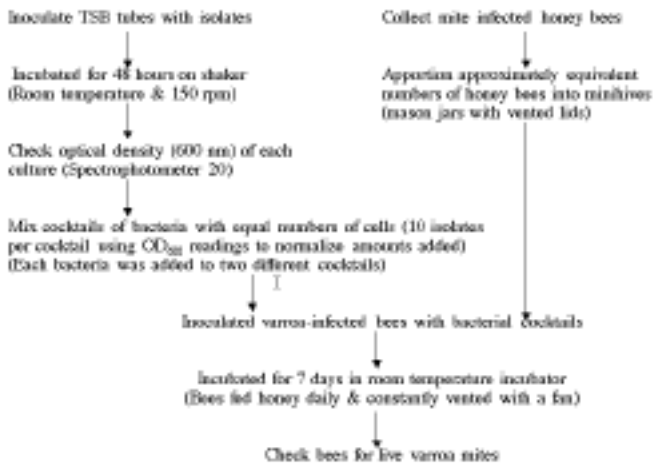 Inoculate TSB tubes with isolates
Incubated for 48 hours on shaker
(Room temperature & 150 rpm)
Check optical density (600 nm) of each
culture (Spectrophotometer 20)
Mix cocktails of bacteria with equal numbers of cells (10 isolates
per cocktail using OD600 readings to normalize amounts added)
(Each bacteria was added to two different cocktails)
Collect mite infected honey bees
Apportion approximately equivalent
numbers of honey bees into minihives
(mason jars with vented lids)
Inoculated varroa-infected bees with bacterial cocktails
Incubated for 7 days in room temperature incubator
(Bees fed honey daily & constantly vented with a fan)
Check bees for live varroa mites